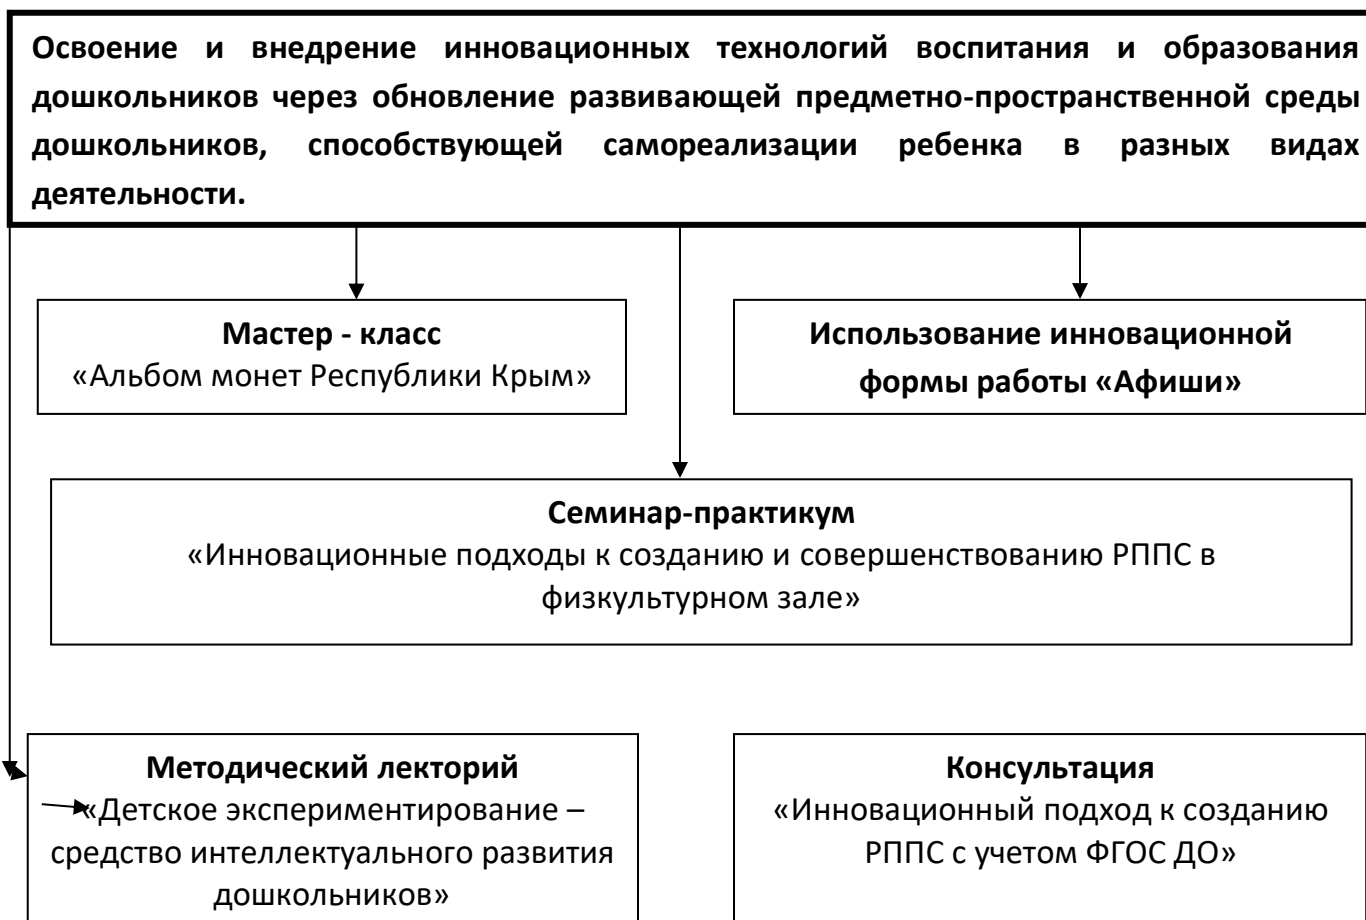 Освоение и внедрение инновационных технологий воспитания и образования
дошкольников через обновление развивающей предметно-пространственной среды
дошкольников, способствующей самореализации ребенка в разных видах
деятельности.
Мастер - класс
«Альбом монет Республики Крым»
Использование инновационной
формы работы «Афиши»
Семинар-практикум
«Инновационные подходы к созданию и совершенствованию РППС в
физкультурном зале»
Методический лекторий
«Детское экспериментирование –
средство интеллектуального развития
дошкольников»
Консультация
«Инновационный подход к созданию
РППС с учетом ФГОС ДО»